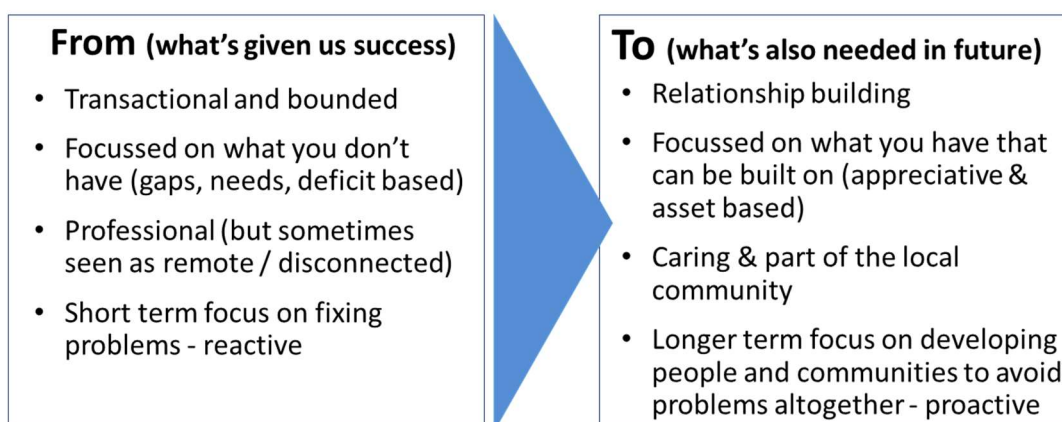 From (what's given us success)
• Transactional and bounded
• Focussed on what you don't
have (gaps, needs, deficit based)
• Professional (but sometimes
seen as remote / disconnected)
• Short term focus on fixing
problems - reactive
To (what's also needed in future)
• Relationship building
• Focussed on what you have that
can be built on (appreciative &
asset based)
• Caring & part of the local
community
• Longer term focus on developing
people and communities to avoid
problems altogether - proactive